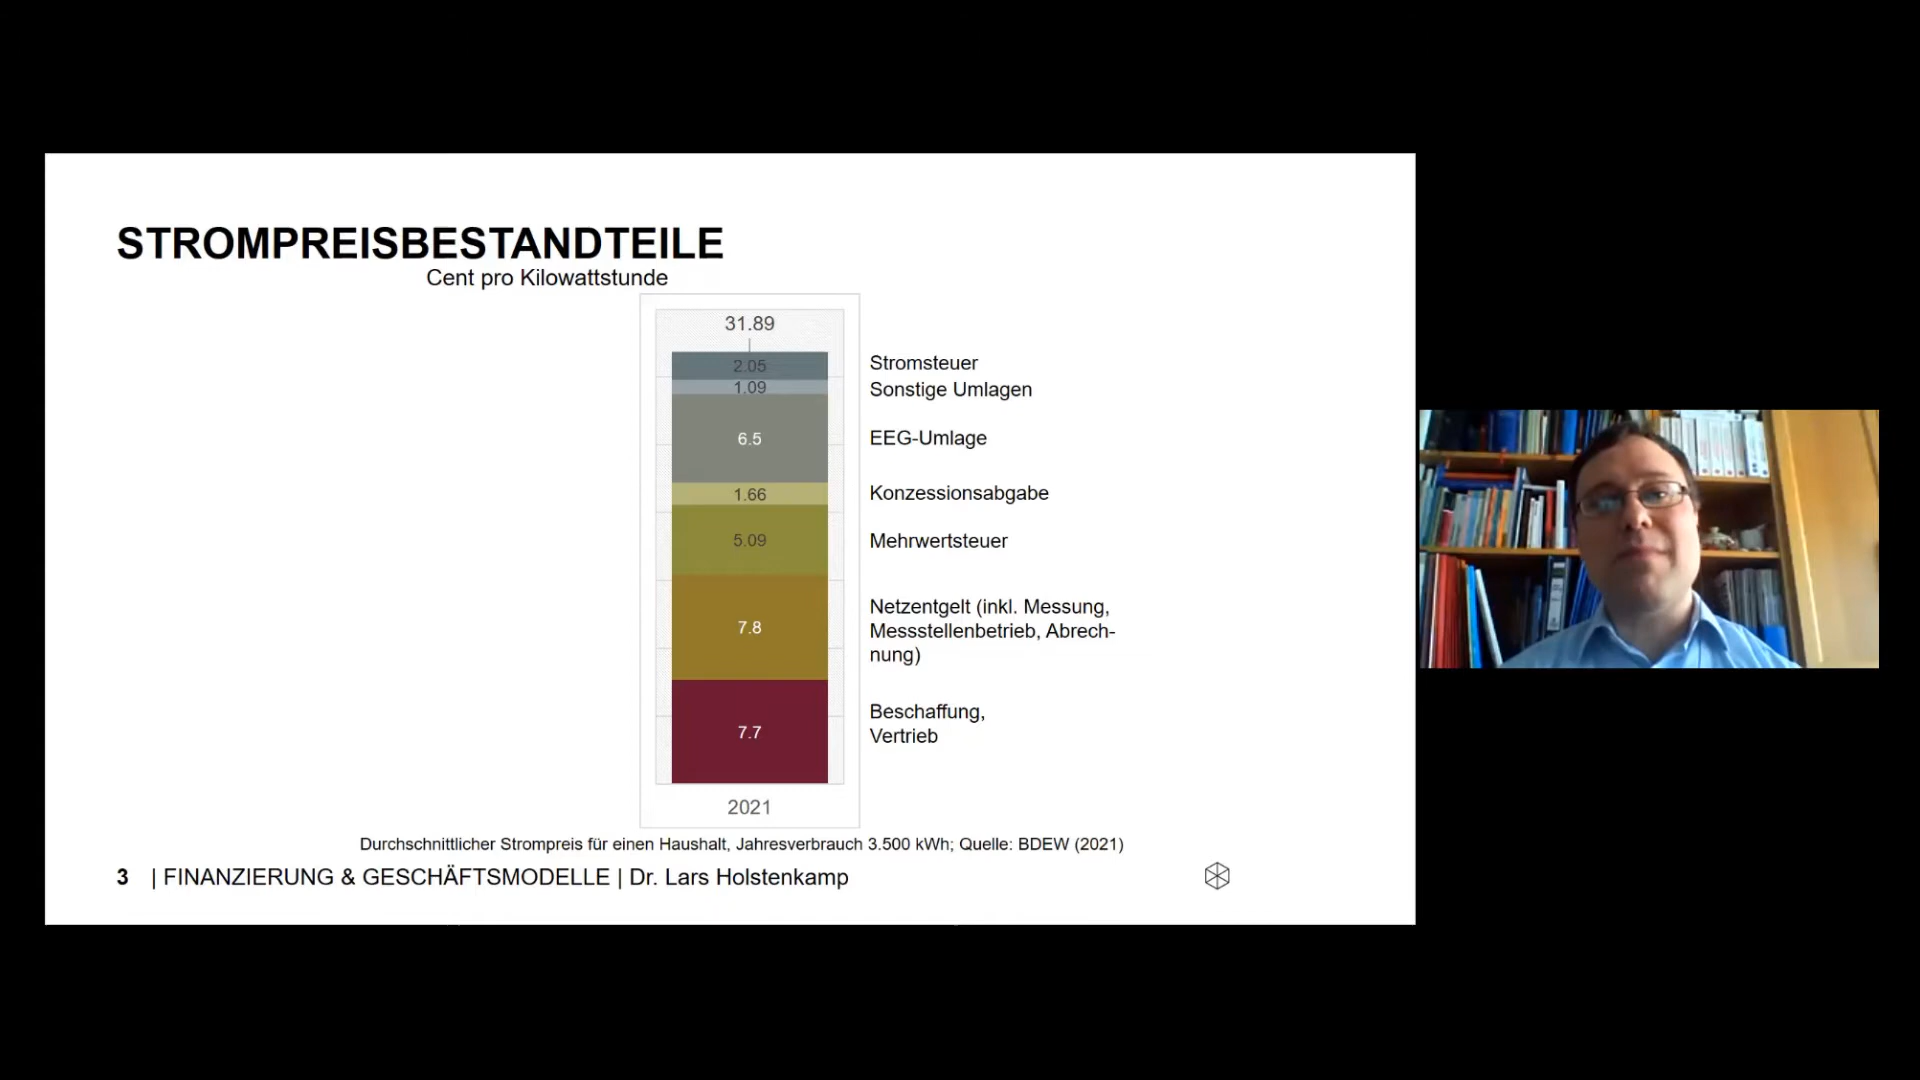 STROMPREISBESTANDTEILE
Cent pro Kilowattstunde
31.89
2.05
Stromsteuer
1.09
Sonstige Umlagen
6.5
EEG-Umlage
1.66
Konzessionsabgabe
5.09
Mehrwertsteuer
7.8
Netzentgelt (inkl. Messung,
Messstellenbetrieb, Abrech-
nung)
7.7
Beschaffung,
Vertrieb
2021
Durchschnittlicher Strompreis für einen Haushalt, Jahresverbrauch 3.500 kWh; Quelle: BDEW (2021)
3 | FINANZIERUNG & GESCHÄFTSMODELLE | Dr. Lars Holstenkamp